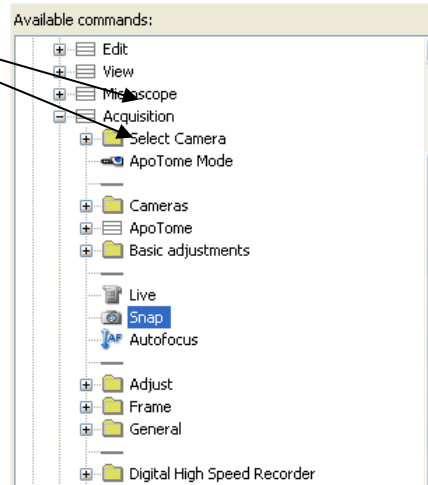 Available commands:
Edit
View
Microscope
Acquisition
Select Camera
ApoTome Mode
Cameras
ApoTome
Basic adjustments
Live
Snap
AF Autofocus
Adjust
Frame
General
Digital High Speed Recorder